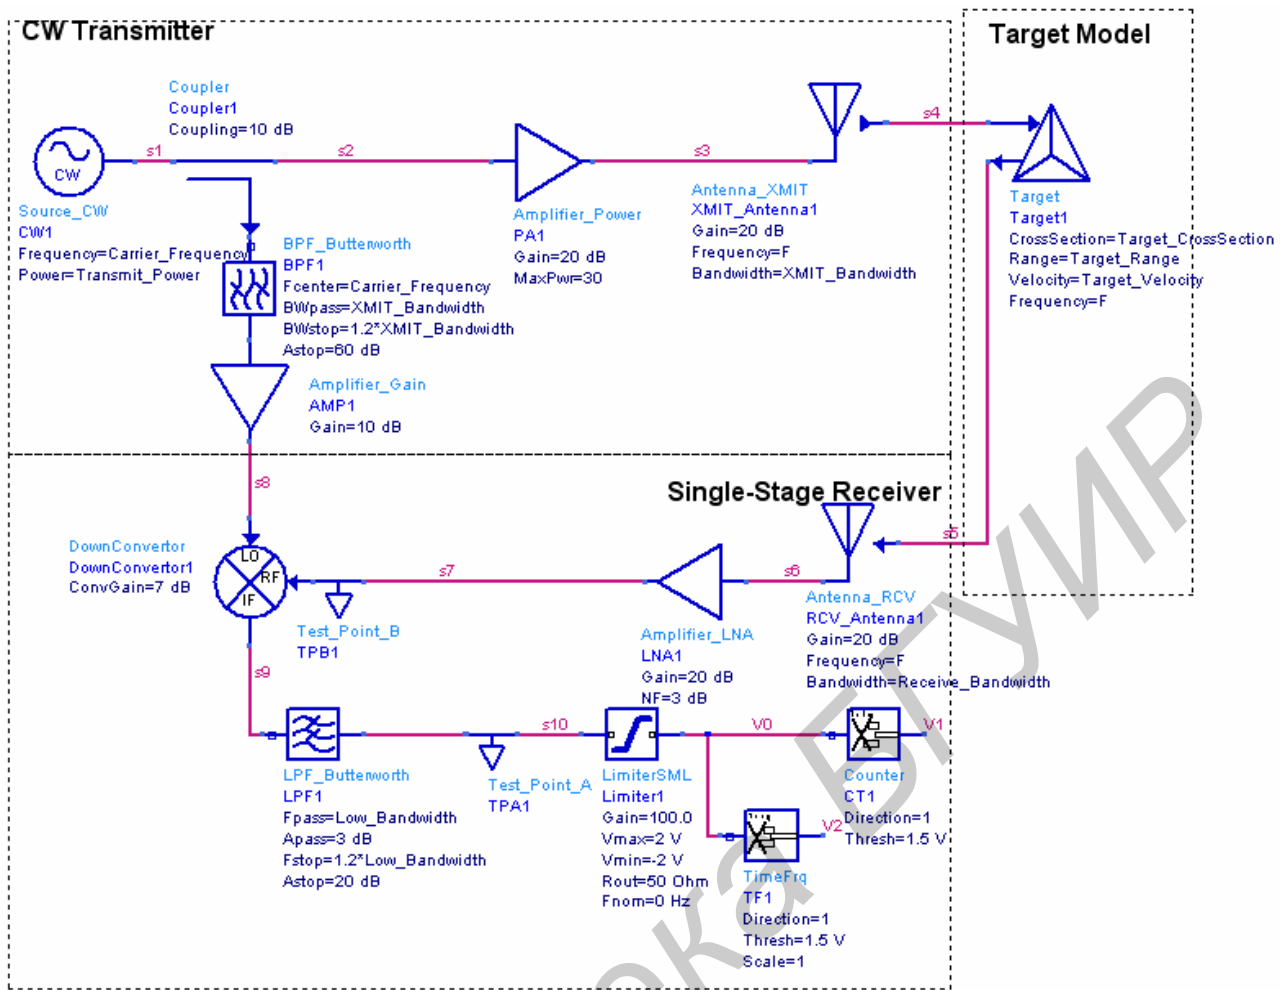 CW Transmitter
Target Model
Coupler
Coupler1
Coupling=10 dB
s1
s2
s3
s4
CW
Source_CW
CW1
Frequency=Carrier_Frequency
Power=Transmit_Power
BPF_Butterworth
BPF1
Fcenter=Carrier_Frequency
BWpass=XMIT_Bandwidth
BWstop=1.2*XMIT_Bandwidth
Astop=60 dB
Amplifier_Power
PA1
Gain=20 dB
MaxPwr=30
Antenna_XMIT
XMIT_Antenna1
Gain=20 dB
Frequency=F
Bandwidth=XMIT_Bandwidth
Target
Target1
CrossSection=Target_CrossSection
Range=Target_Range
Velocity=Target_Velocity
Frequency=F
Amplifier_Gain
AMP1
Gain=10 dB
s8
Single-Stage Receiver
s5
DownConvertor
DownConvertor1
ConvGain=7 dB
LO
RF
IF
s7
s6
Test_Point_B
TPB1
Amplifier_LNA
LNA1
Gain=20 dB
NF=3 dB
Antenna_RCV
RCV_Antenna1
Gain=20 dB
Frequency=F
Bandwidth=Receive_Bandwidth
s9
s10
V0
V1
LPF_Butterworth
LPF1
Fpass=Low_Bandwidth
Apass=3 dB
Fstop=1.2*Low_Bandwidth
Astop=20 dB
Test_Point_A
TPA1
LimiterSML
Limiter1
Gain=100.0
Vmax=2 V
Vmin=-2 V
Rout=50 Ohm
Fnom=0 Hz
Counter
CT1
Direction=1
Thresh=1.5 V
V2
TimeFrq
TF1
Direction=1
Thresh=1.5 V
Scale=1
ека БГУИР